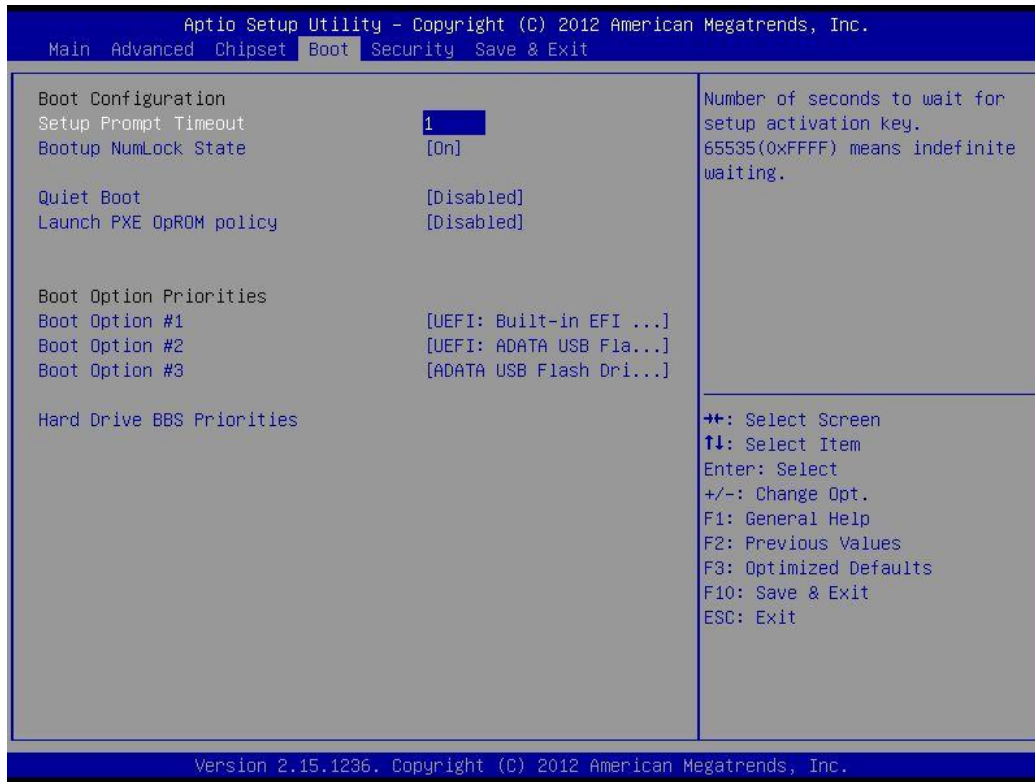 Aptio Setup Utility – Copyright (C) 2012 American Megatrends, Inc.
Main Advanced Chipset Boot Security Save & Exit
Boot Configuration
Setup Prompt Timeout 1
Bootup NumLock State [On]
Quiet Boot [Disabled]
Launch PXE OpROM policy [Disabled]
Boot Option Priorities
Boot Option #1 [UEFI: Built-in EFI ...]
Boot Option #2 [UEFI: ADATA USB Fla...]
Boot Option #3 [ADATA USB Flash Dri...]
Hard Drive BBS Priorities
Number of seconds to wait for
setup activation key.
65535(0xFFFF) means indefinite
waiting.
→←: Select Screen
↑↓: Select Item
Enter: Select
+/-: Change Opt.
F1: General Help
F2: Previous Values
F3: Optimized Defaults
F10: Save & Exit
ESC: Exit
Version 2.15.1236. Copyright (C) 2012 American Megatrends, Inc.